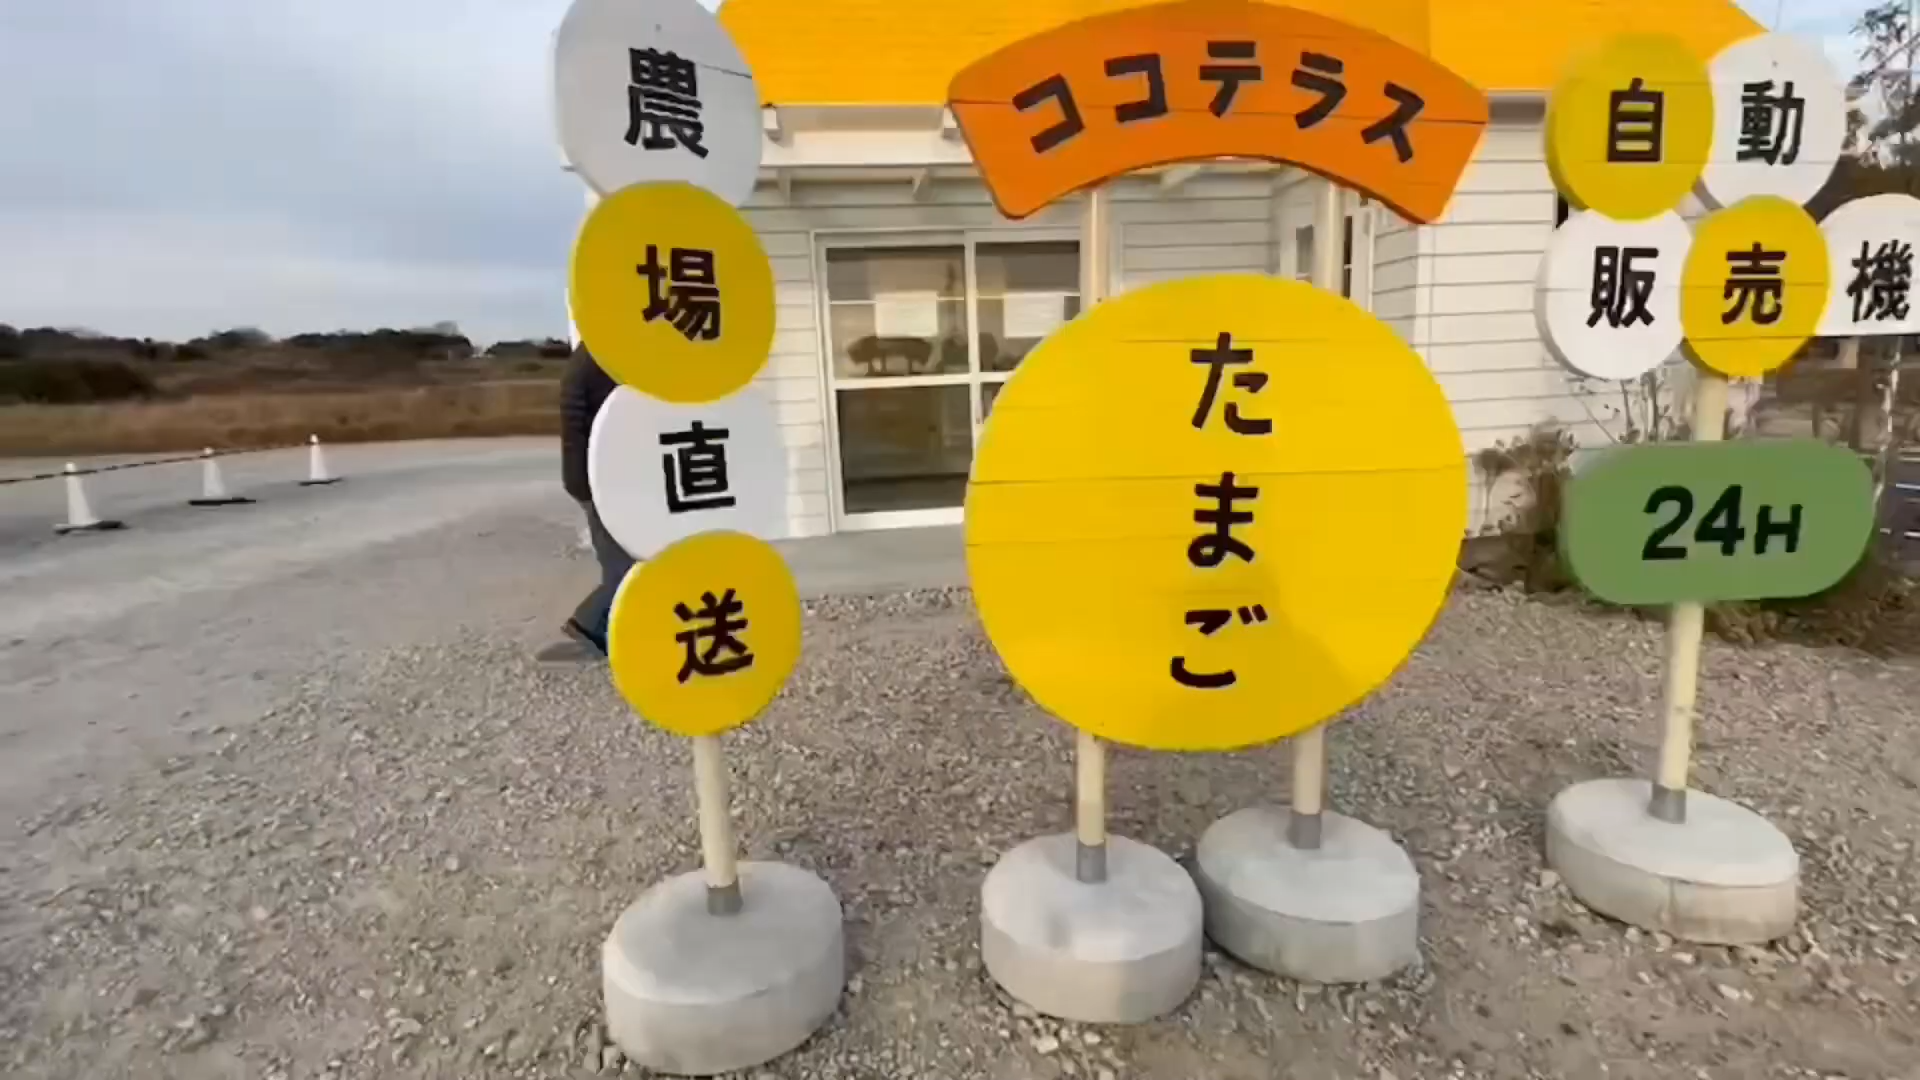 農場直送
ココテラス
たまご
自動
販売機
24H